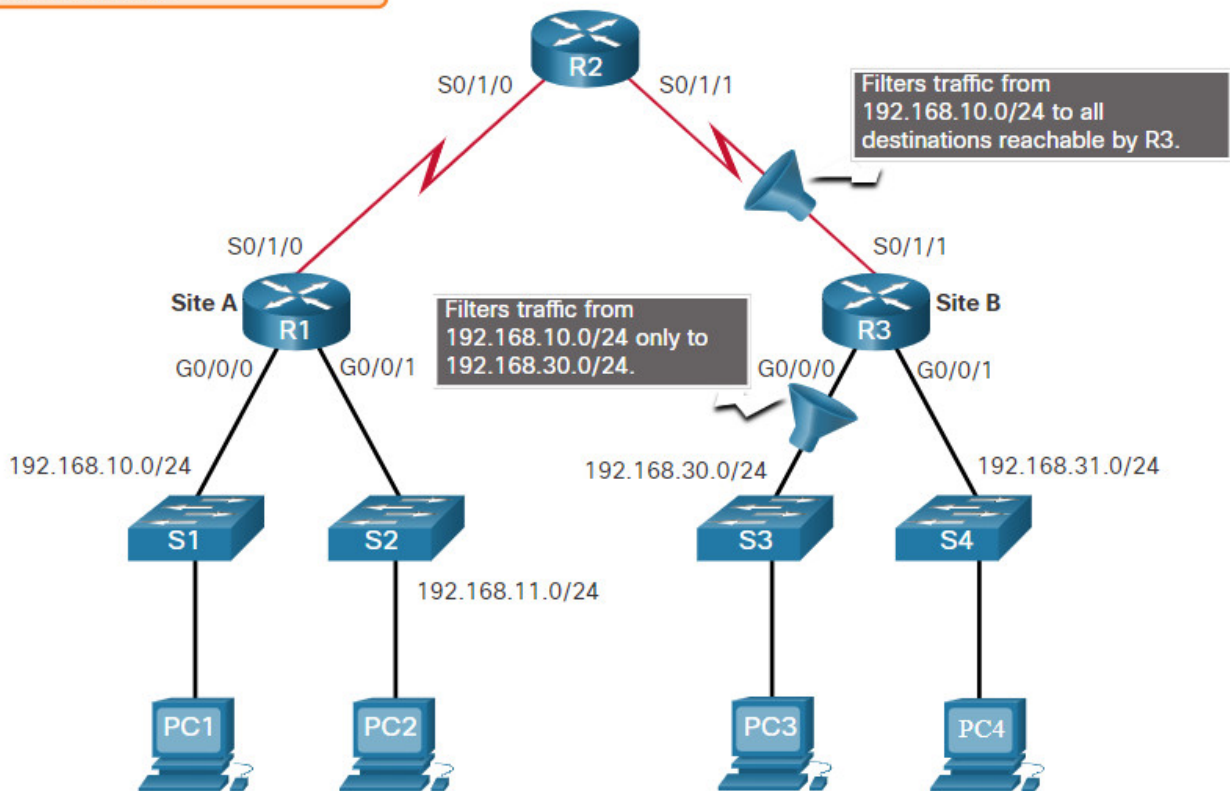 R2
S0/1/0
S0/1/1
Filters traffic from
192.168.10.0/24 to all
destinations reachable by R3.
S0/1/0
S0/1/1
Site A
R1
Filters traffic from
192.168.10.0/24 only to
192.168.30.0/24.
R3
Site B
G0/0/0
G0/0/1
G0/0/0
G0/0/1
192.168.10.0/24
192.168.30.0/24
192.168.31.0/24
S1
S2
S3
S4
192.168.11.0/24
PC1
PC2
PC3
PC4